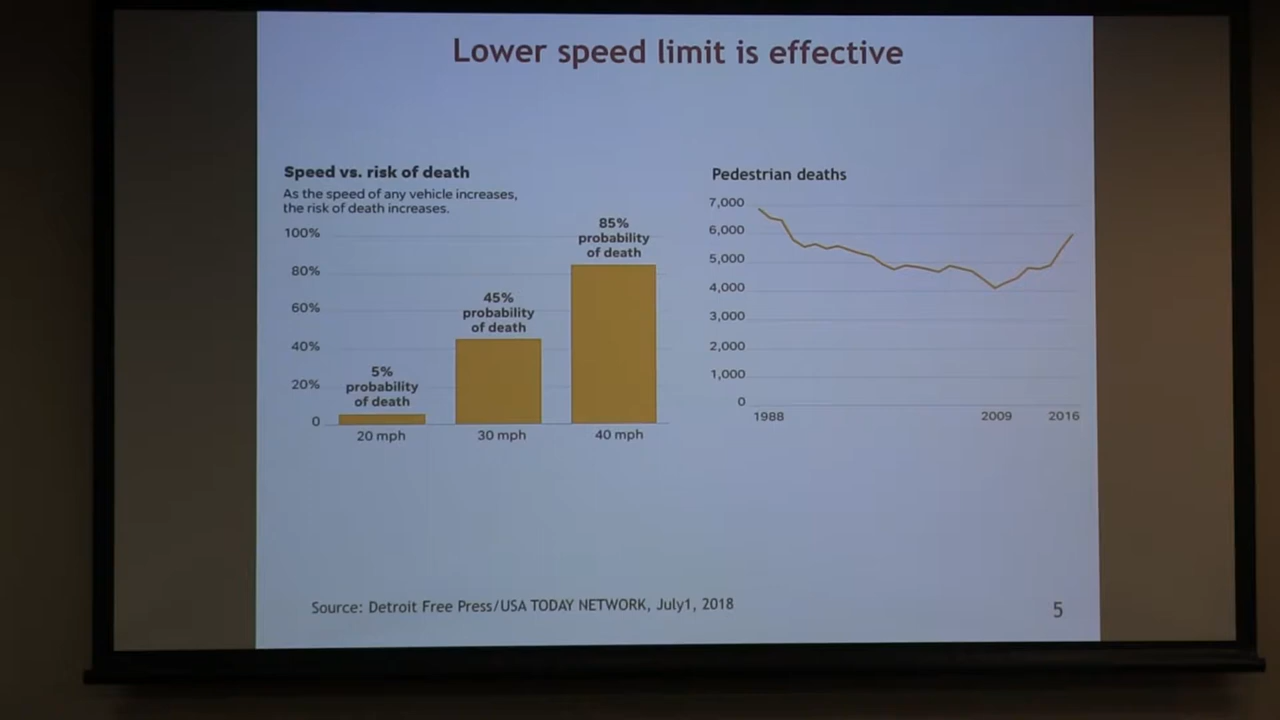 Lower speed limit is effective
Speed vs. risk of death
As the speed of any vehicle increases,
the risk of death increases.
100%
80%
60%
40%
20%
0
5%
probability
of death
45%
probability
of death
85%
probability
of death
20 mph
30 mph
40 mph
Pedestrian deaths
7,000
6,000
5,000
4,000
3,000
2,000
1,000
0
1988
2009
2016
Source: Detroit Free Press/USA TODAY NETWORK, July1, 2018
5